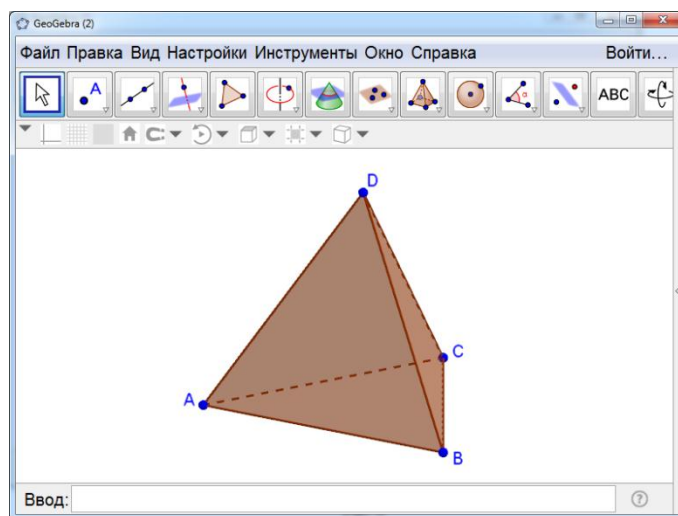 GeoGebra (2)
Файл Правка Вид Настройки Инструменты Окно Справка Войти...
A ABC
D
C
A
B
Ввод:
?